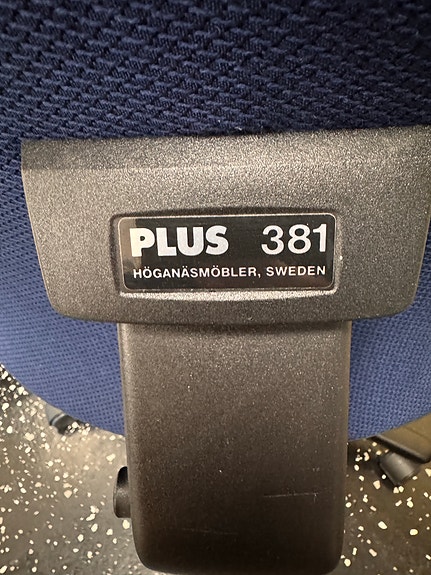 PLUS 381
HÖGANÄSMÖBLER, SWEDEN